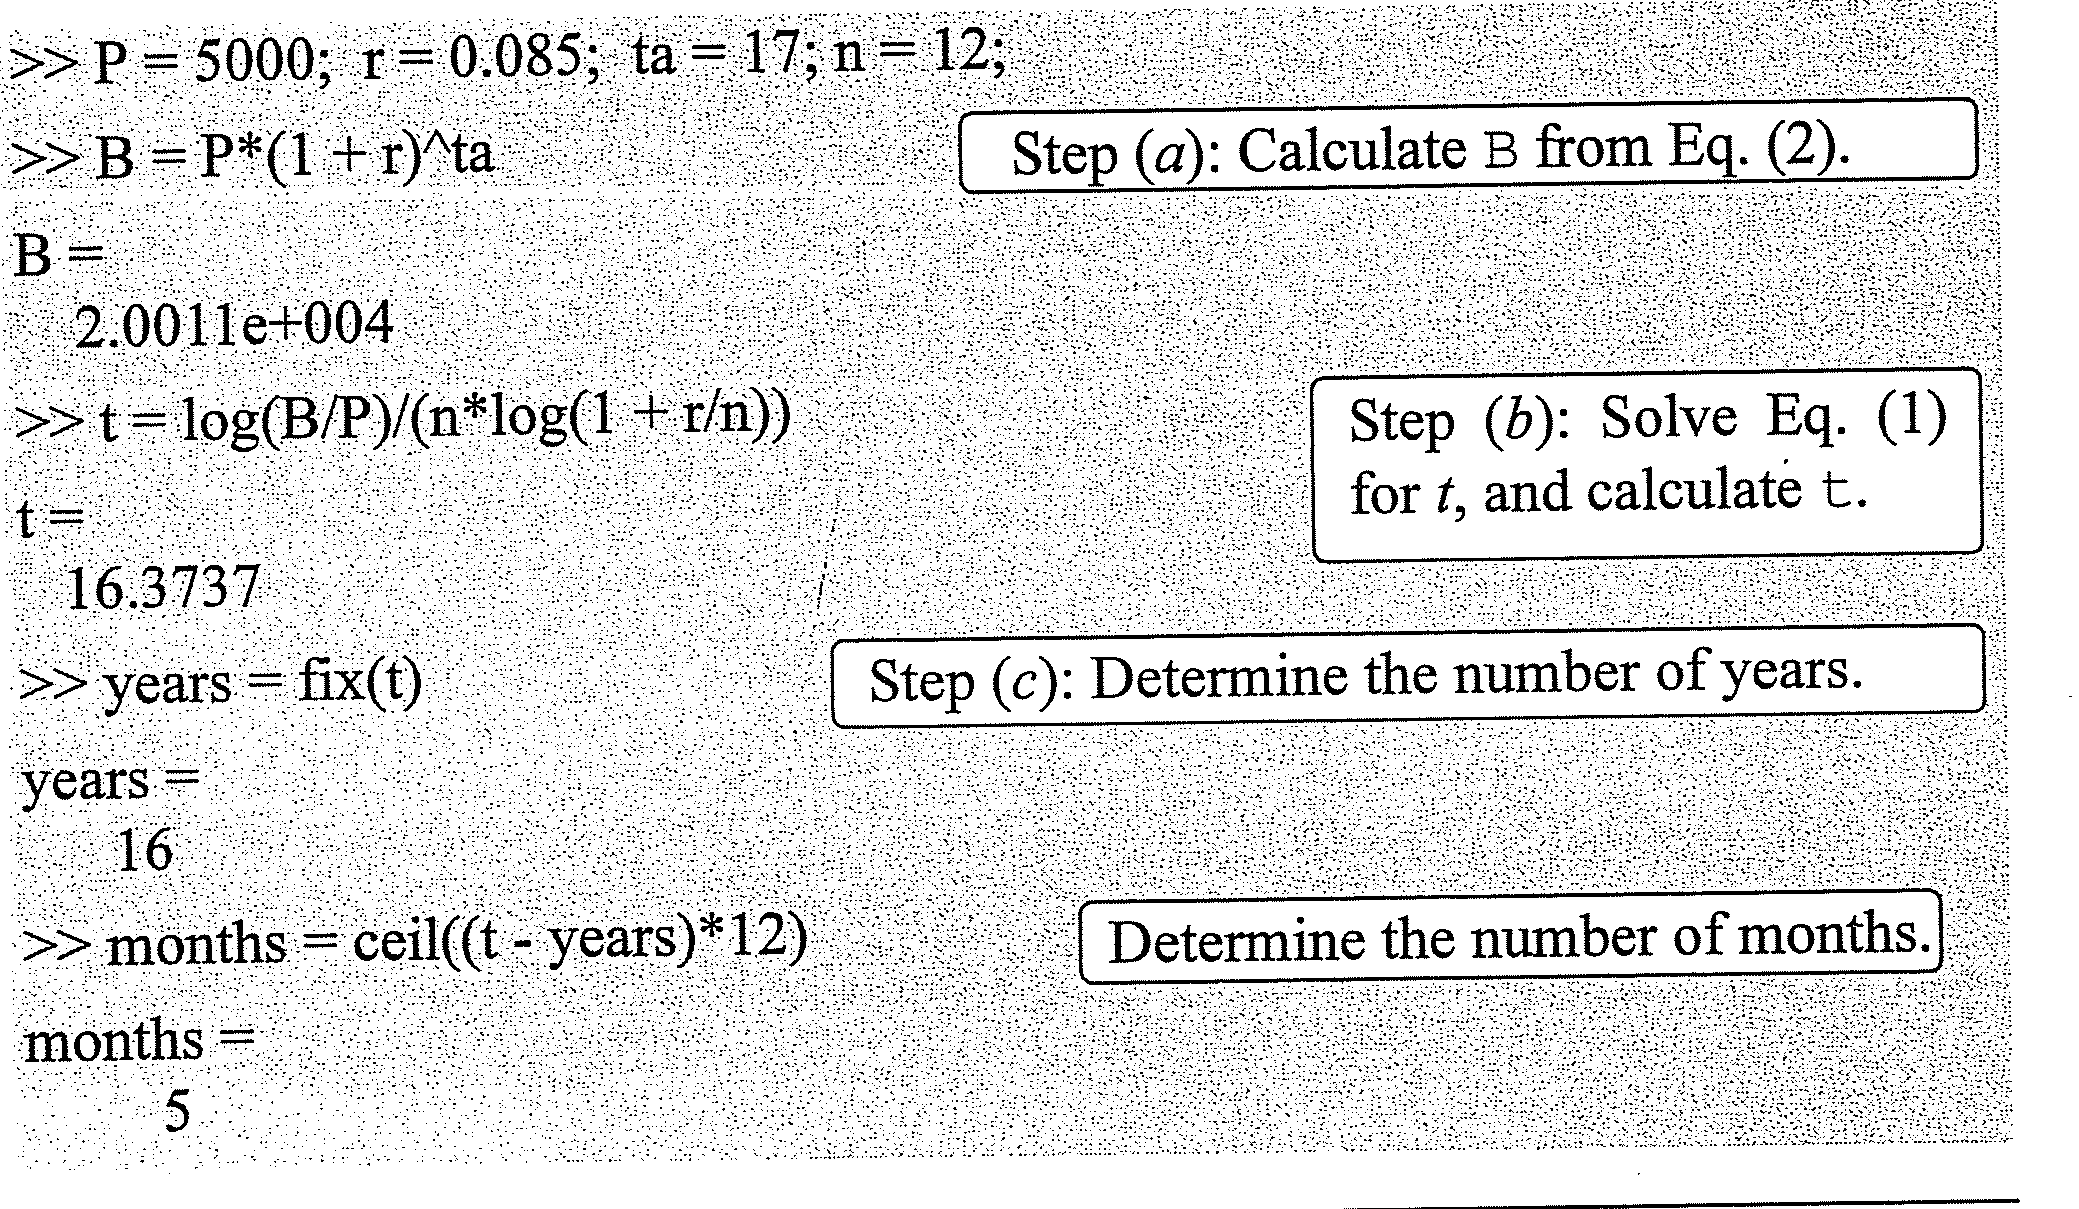 >> P = 5000; r = 0.085; ta = 17; n = 12;
>> B = P*(1 + r)^ta
Step (a): Calculate B from Eq. (2).
B =
2.0011e+004
>> t = log(B/P)/(n*log(1 + r/n))
Step (b): Solve Eq. (1)
for t, and calculate t.
t =
16.3737
>> years = fix(t)
Step (c): Determine the number of years.
years =
16
>> months = ceil((t - years)*12)
Determine the number of months.
months =
5